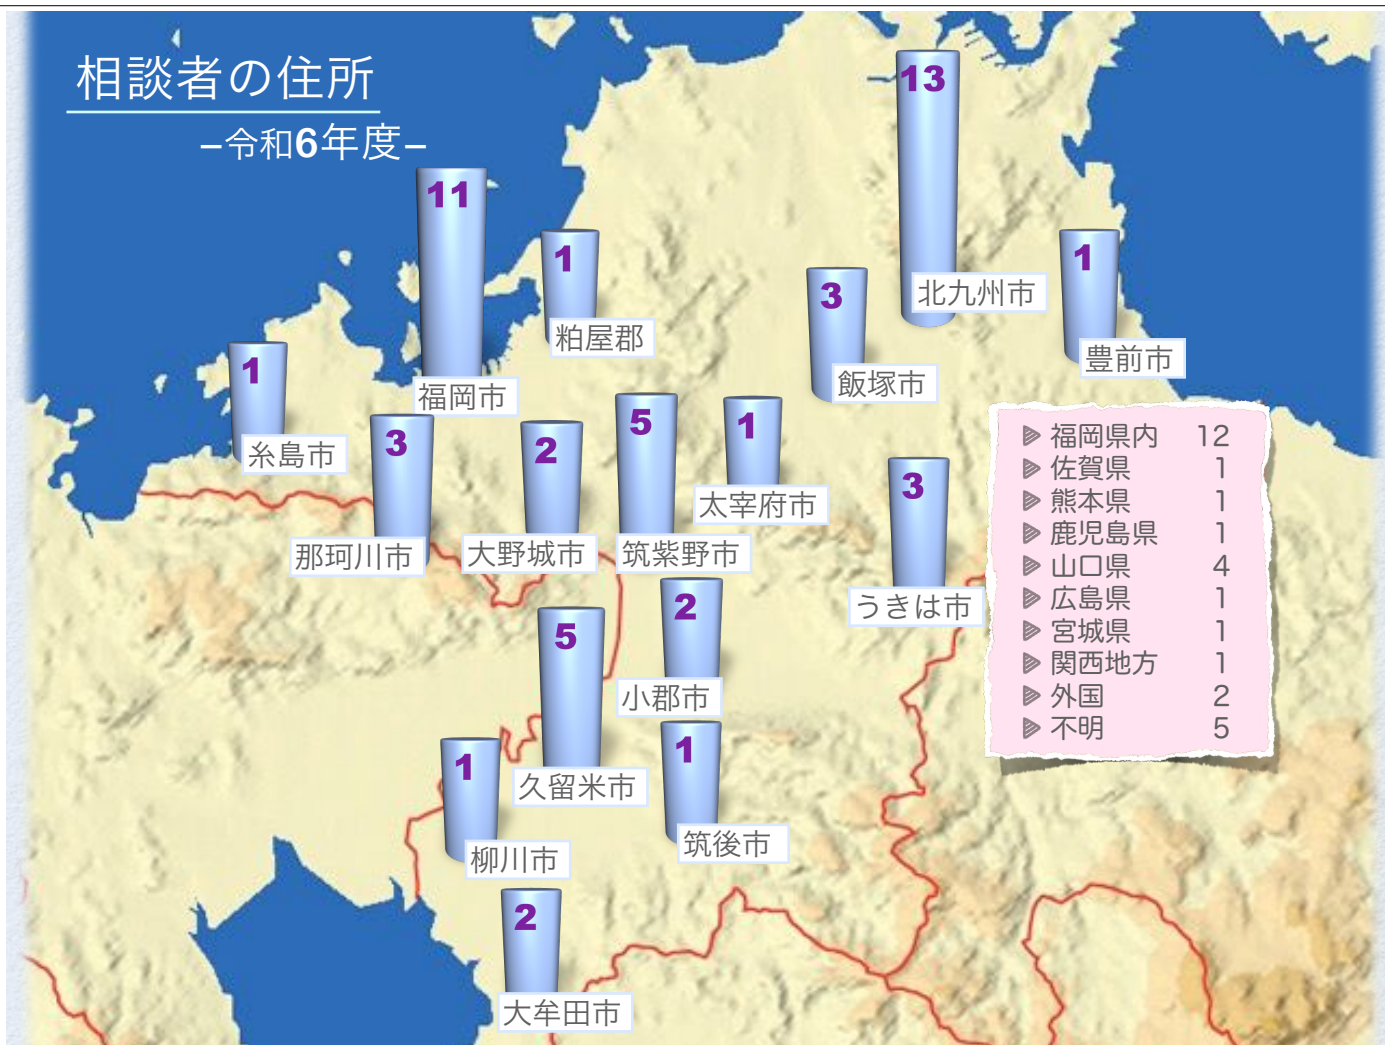 相談者の住所
–令和6年度–
13
北九州市
11
福岡市
1
粕屋郡
1
豊前市
3
飯塚市
1
糸島市
3
那珂川市
2
大野城市
5
筑紫野市
1
太宰府市
3
うきは市
2
小郡市
5
久留米市
1
筑後市
1
柳川市
2
大牟田市
福岡県内 12
佐賀県 1
熊本県 1
鹿児島県 1
山口県 4
広島県 1
宮城県 1
関西地方 1
外国 2
不明 5